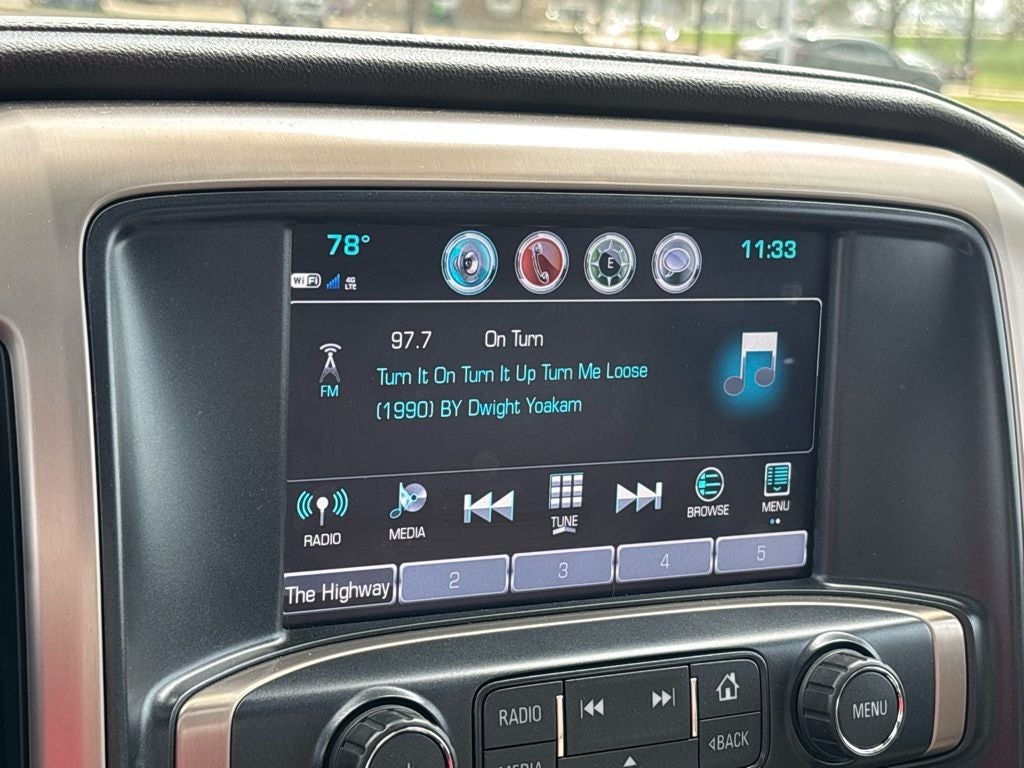 78° 11:33
WiFi 4G LTE
E
97.7 On Turn
Turn It On Turn It Up Turn Me Loose
(1990) BY Dwight Yoakam
FM
RADIO MEDIA TUNE BROWSE MENU
The Highway 2 3 4 5
RADIO
MENU
BACK
MEDIA